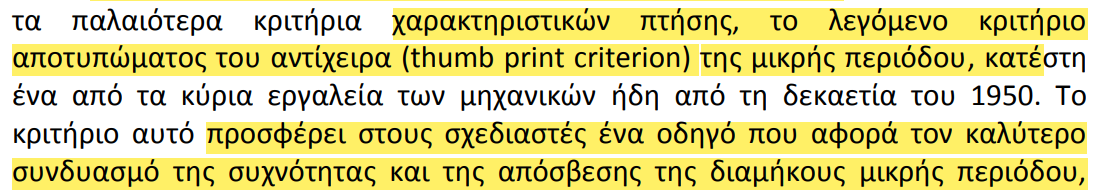 τα παλαιότερα κριτήρια χαρακτηριστικών πτήσης, το λεγόμενο κριτήριο
αποτυπώματος του αντίχειρα (thumb print criterion) της μικρής περιόδου, κατέστη
ένα από τα κύρια εργαλεία των μηχανικών ήδη από τη δεκαετία του 1950. Το
κριτήριο αυτό προσφέρει στους σχεδιαστές ένα οδηγό που αφορά τον καλύτερο
συνδυασμό της συχνότητας και της απόσβεσης της διαμήκους μικρής περιόδου,